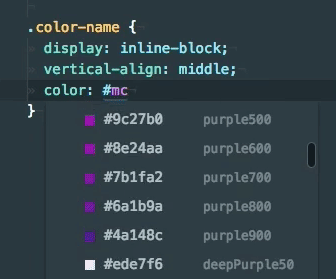 .color-name {
display: inline-block;
vertical-align: middle;
color: #mc
}
#9c27b0 purple500
#8e24aa purple600
#7b1fa2 purple700
#6a1b9a purple800
#4a148c purple900
#ede7f6 deepPurple50